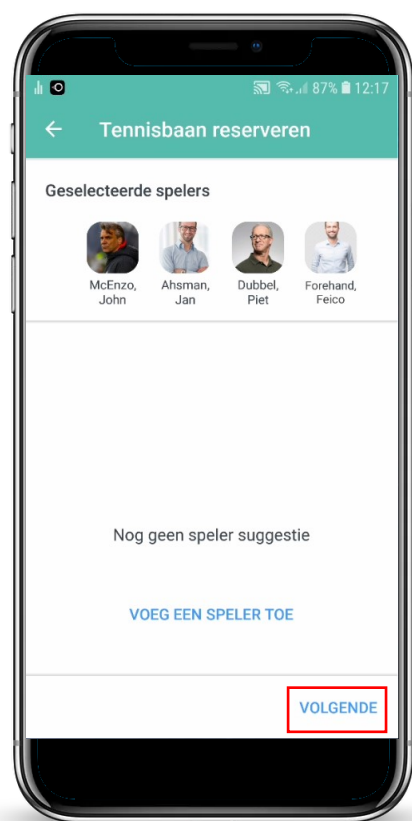 87% 12:17
Tennisbaan reserveren
Geselecteerde spelers
McEnzo, John
Ahsman, Jan
Dubbel, Piet
Forehand, Feico
Nog geen speler suggestie
VOEG EEN SPELER TOE
VOLGENDE